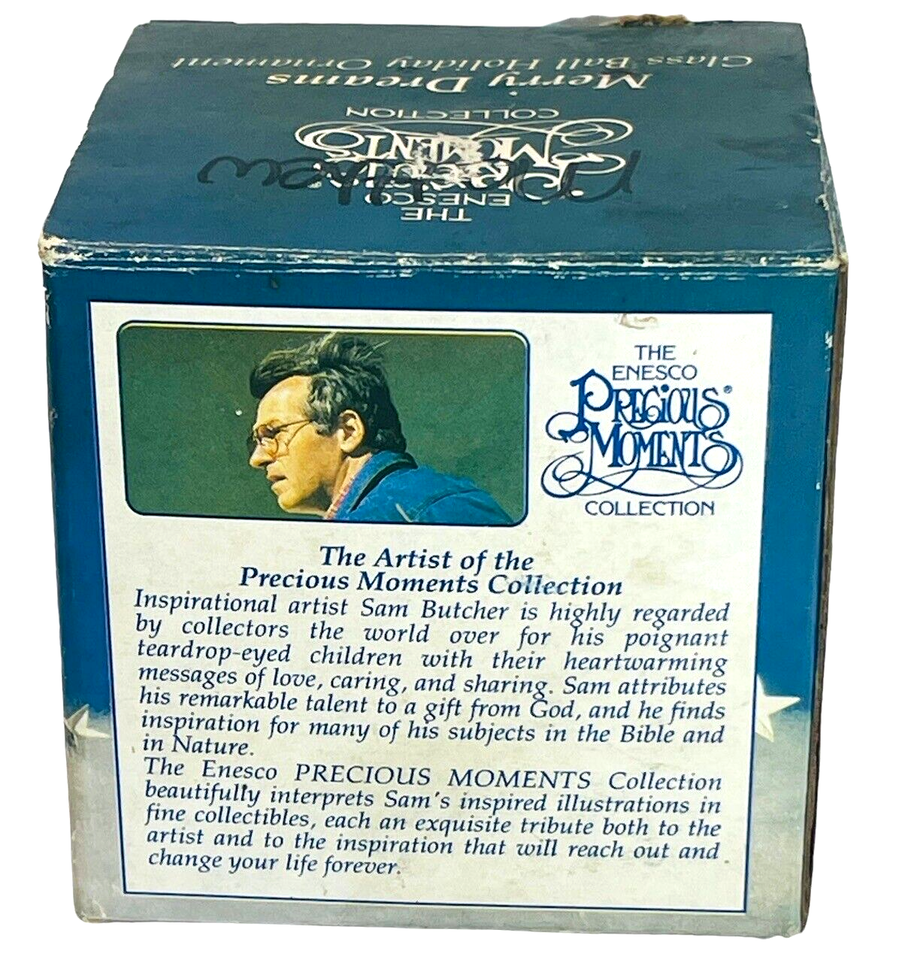 THE
ENESCO
PRECIOUS
MOMENTS
COLLECTION
Merry Dreams
Glass Ball Holiday Ornament
Matthew
THE
ENESCO
PRECIOUS®
MOMENTS
COLLECTION
The Artist of the
Precious Moments Collection
Inspirational artist Sam Butcher is highly regarded
by collectors the world over for his poignant
teardrop-eyed children with their heartwarming
messages of love, caring, and sharing. Sam attributes
his remarkable talent to a gift from God, and he finds
inspiration for many of his subjects in the Bible and
in Nature.
The Enesco PRECIOUS MOMENTS Collection
beautifully interprets Sam's inspired illustrations in
fine collectibles, each an exquisite tribute both to the
artist and to the inspiration that will reach out and
change your life forever.